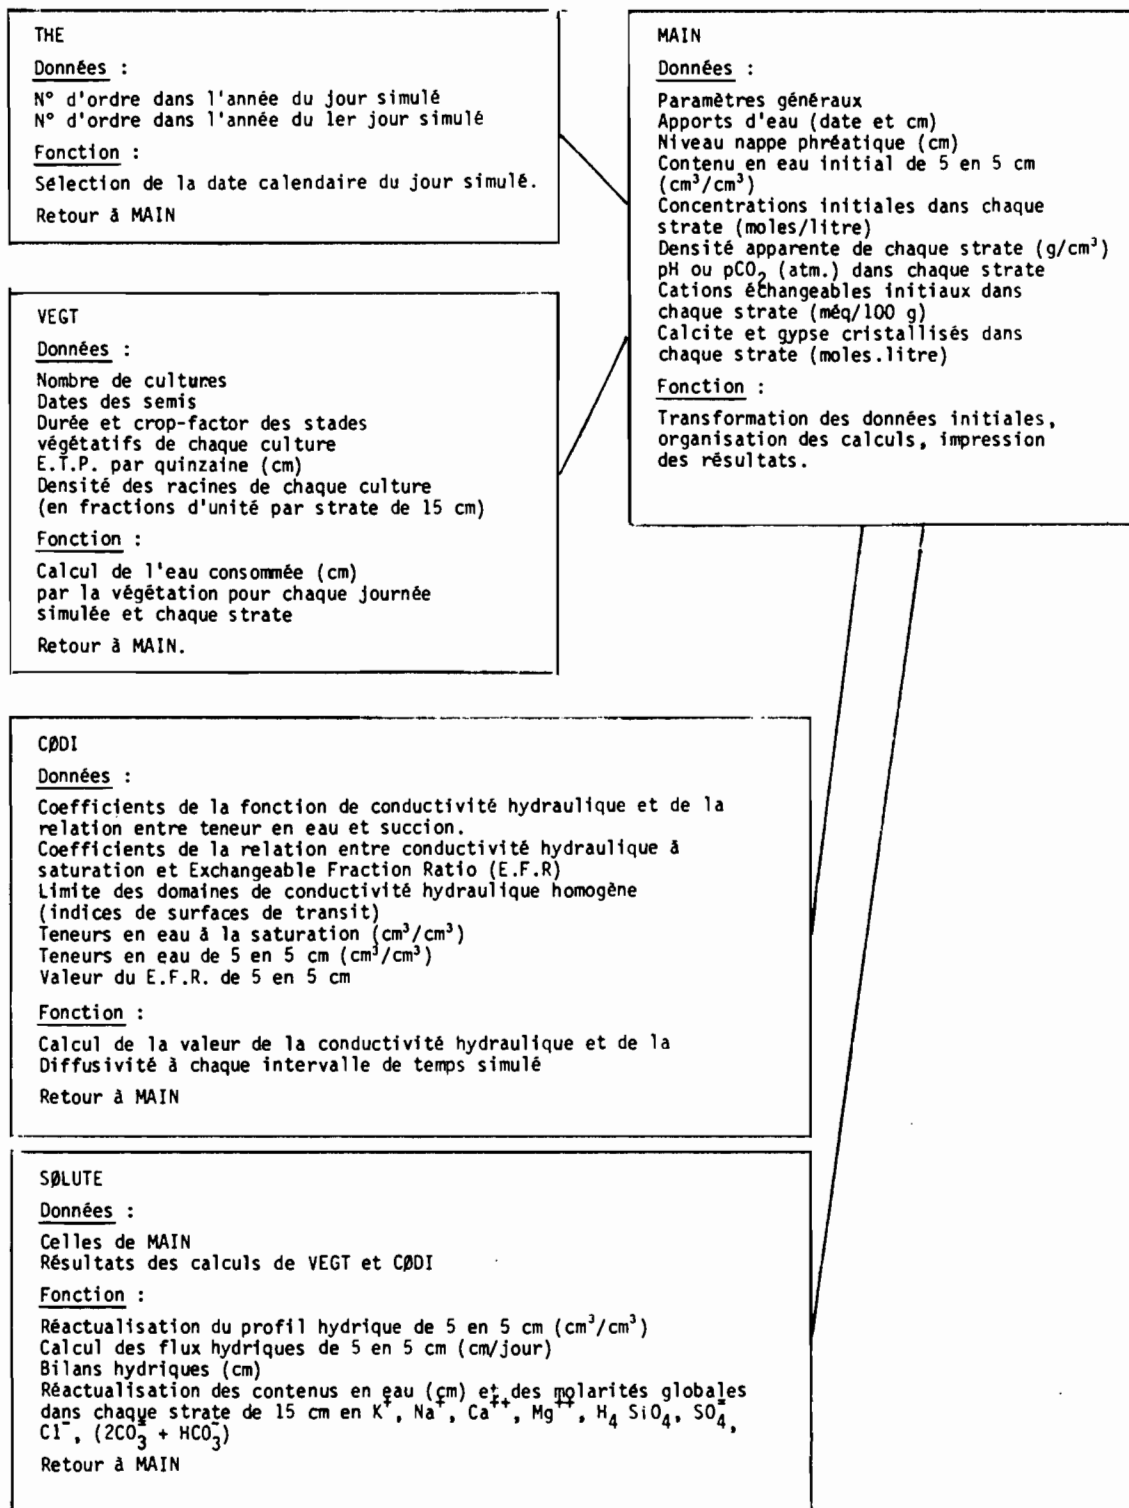 THE
Données :
N° d'ordre dans l'année du jour simulé
N° d'ordre dans l'année du 1er jour simulé
Fonction :
Sélection de la date calendaire du jour simulé.
Retour à MAIN
MAIN
Données :
Paramètres généraux
Apports d'eau (date et cm)
Niveau nappe phréatique (cm)
Contenu en eau initial de 5 en 5 cm
(cm³/cm³)
Concentrations initiales dans chaque
strate (moles/litre)
Densité apparente de chaque strate (g/cm³)
pH ou pCO₂ (atm.) dans chaque strate
Cations échangeables initiaux dans
chaque strate (méq/100 g)
Calcite et gypse cristallisés dans
chaque strate (moles.litre)
Fonction :
Transformation des données initiales,
organisation des calculs, impression
des résultats.
VEGT
Données :
Nombre de cultures
Dates des semis
Durée et crop-factor des stades
végétatifs de chaque culture
E.T.P. par quinzaine (cm)
Densité des racines de chaque culture
(en fractions d'unité par strate de 15 cm)
Fonction :
Calcul de l'eau consommée (cm)
par la végétation pour chaque journée
simulée et chaque strate
Retour à MAIN.
CØDI
Données :
Coefficients de la fonction de conductivité hydraulique et de la
relation entre teneur en eau et succion.
Coefficients de la relation entre conductivité hydraulique à
saturation et Exchangeable Fraction Ratio (E.F.R)
Limite des domaines de conductivité hydraulique homogène
(indices de surfaces de transit)
Teneurs en eau à la saturation (cm³/cm³)
Teneurs en eau de 5 en 5 cm (cm³/cm³)
Valeur du E.F.R. de 5 en 5 cm
Fonction :
Calcul de la valeur de la conductivité hydraulique et de la
Diffusivité à chaque intervalle de temps simulé
Retour à MAIN
SØLUTE
Données :
Celles de MAIN
Résultats des calculs de VEGT et CØDI
Fonction :
Réactualisation du profil hydrique de 5 en 5 cm (cm³/cm³)
Calcul des flux hydriques de 5 en 5 cm (cm/jour)
Bilans hydriques (cm)
Réactualisation des contenus en eau (cm) et des molarités globales
dans chaque strate de 15 cm en K⁺, Na⁺, Ca⁺⁺, Mg⁺⁺, H₄ SiO₄, SO₄⁼,
Cl⁻, (2CO₃⁼ + HCO₃⁻)
Retour à MAIN